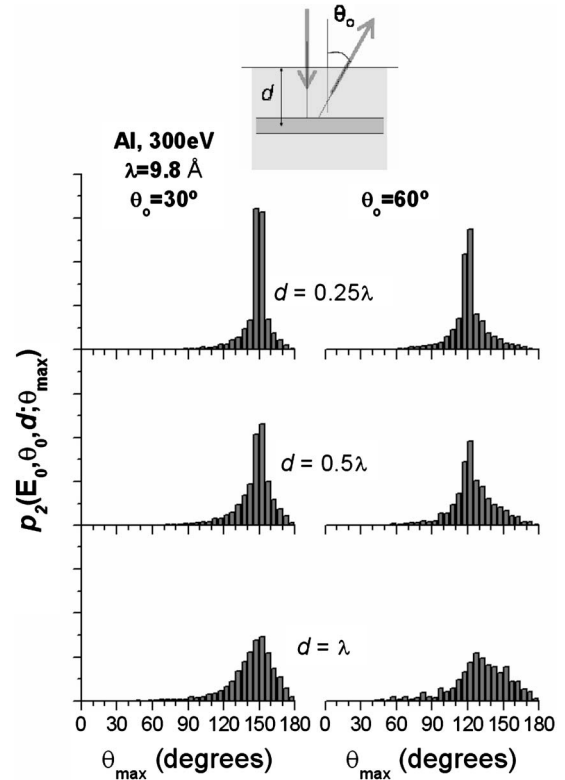 θₒ
d
Al, 300eV
λ=9.8 Å
θₒ=30º
θₒ=60º
d = 0.25λ
d = 0.5λ
d = λ
p₂(E₀,θ₀,d;θmax)
0 30 60 90 120 150 180
0 30 60 90 120 150 180
θmax (degrees)
θmax (degrees)